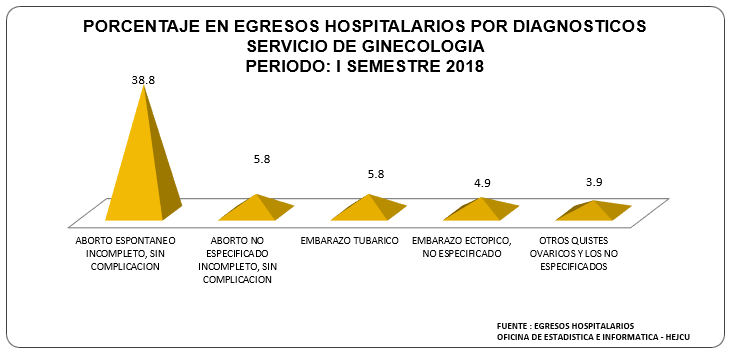 PORCENTAJE EN EGRESOS HOSPITALARIOS POR DIAGNOSTICOS
SERVICIO DE GINECOLOGIA
PERIODO: I SEMESTRE 2018
38.8
5.8
5.8
4.9
3.9
ABORTO ESPONTANEO
INCOMPLETO, SIN
COMPLICACION
ABORTO NO
ESPECIFICADO
INCOMPLETO, SIN
COMPLICACION
EMBARAZO TUBARICO
EMBARAZO ECTOPICO,
NO ESPECIFICADO
OTROS QUISTES
OVARICOS Y LOS NO
ESPECIFICADOS
FUENTE : EGRESOS HOSPITALARIOS
OFICINA DE ESTADISTICA E INFORMATICA - HEJCU